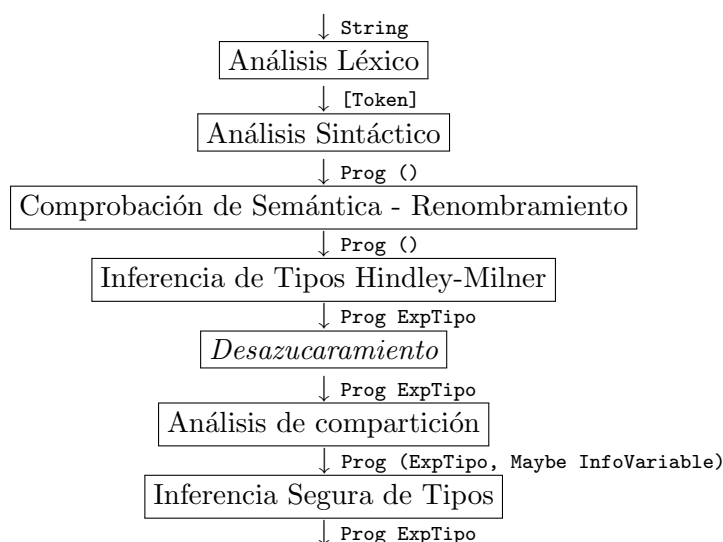 ↓ String
Análisis Léxico
↓ [Token]
Análisis Sintáctico
↓ Prog ()
Comprobación de Semántica - Renombramiento
↓ Prog ()
Inferencia de Tipos Hindley-Milner
↓ Prog ExpTipo
Desazucaramiento
↓ Prog ExpTipo
Análisis de compartición
↓ Prog (ExpTipo, Maybe InfoVariable)
Inferencia Segura de Tipos
↓ Prog ExpTipo